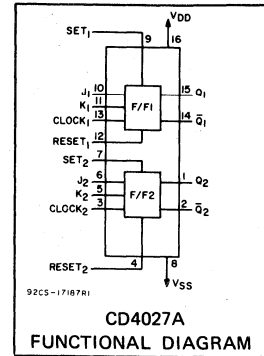 VDD
SET1
9 16
J1 10 15 Q1
K1 11 F/F1
CLOCK1 13 14 Q̅1
RESET1 12
SET2 7
J2 6 1 Q2
K2 5 F/F2
CLOCK2 3 2 Q̅2
RESET2 4 8
VSS
92CS-17187R1
CD4027A
FUNCTIONAL DIAGRAM